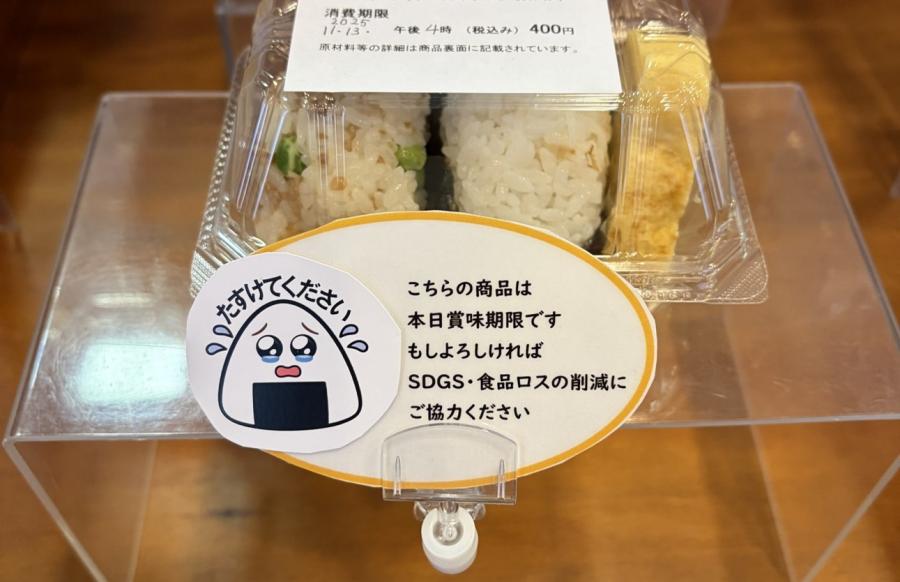 消費期限
2025
11.13. 午後 4時 （税込み） 400円
原材料等の詳細は商品裏面に記載されています。
たすけてください
こちらの商品は
本日賞味期限です
もしよろしければ
SDGS・食品ロスの削減に
ご協力ください